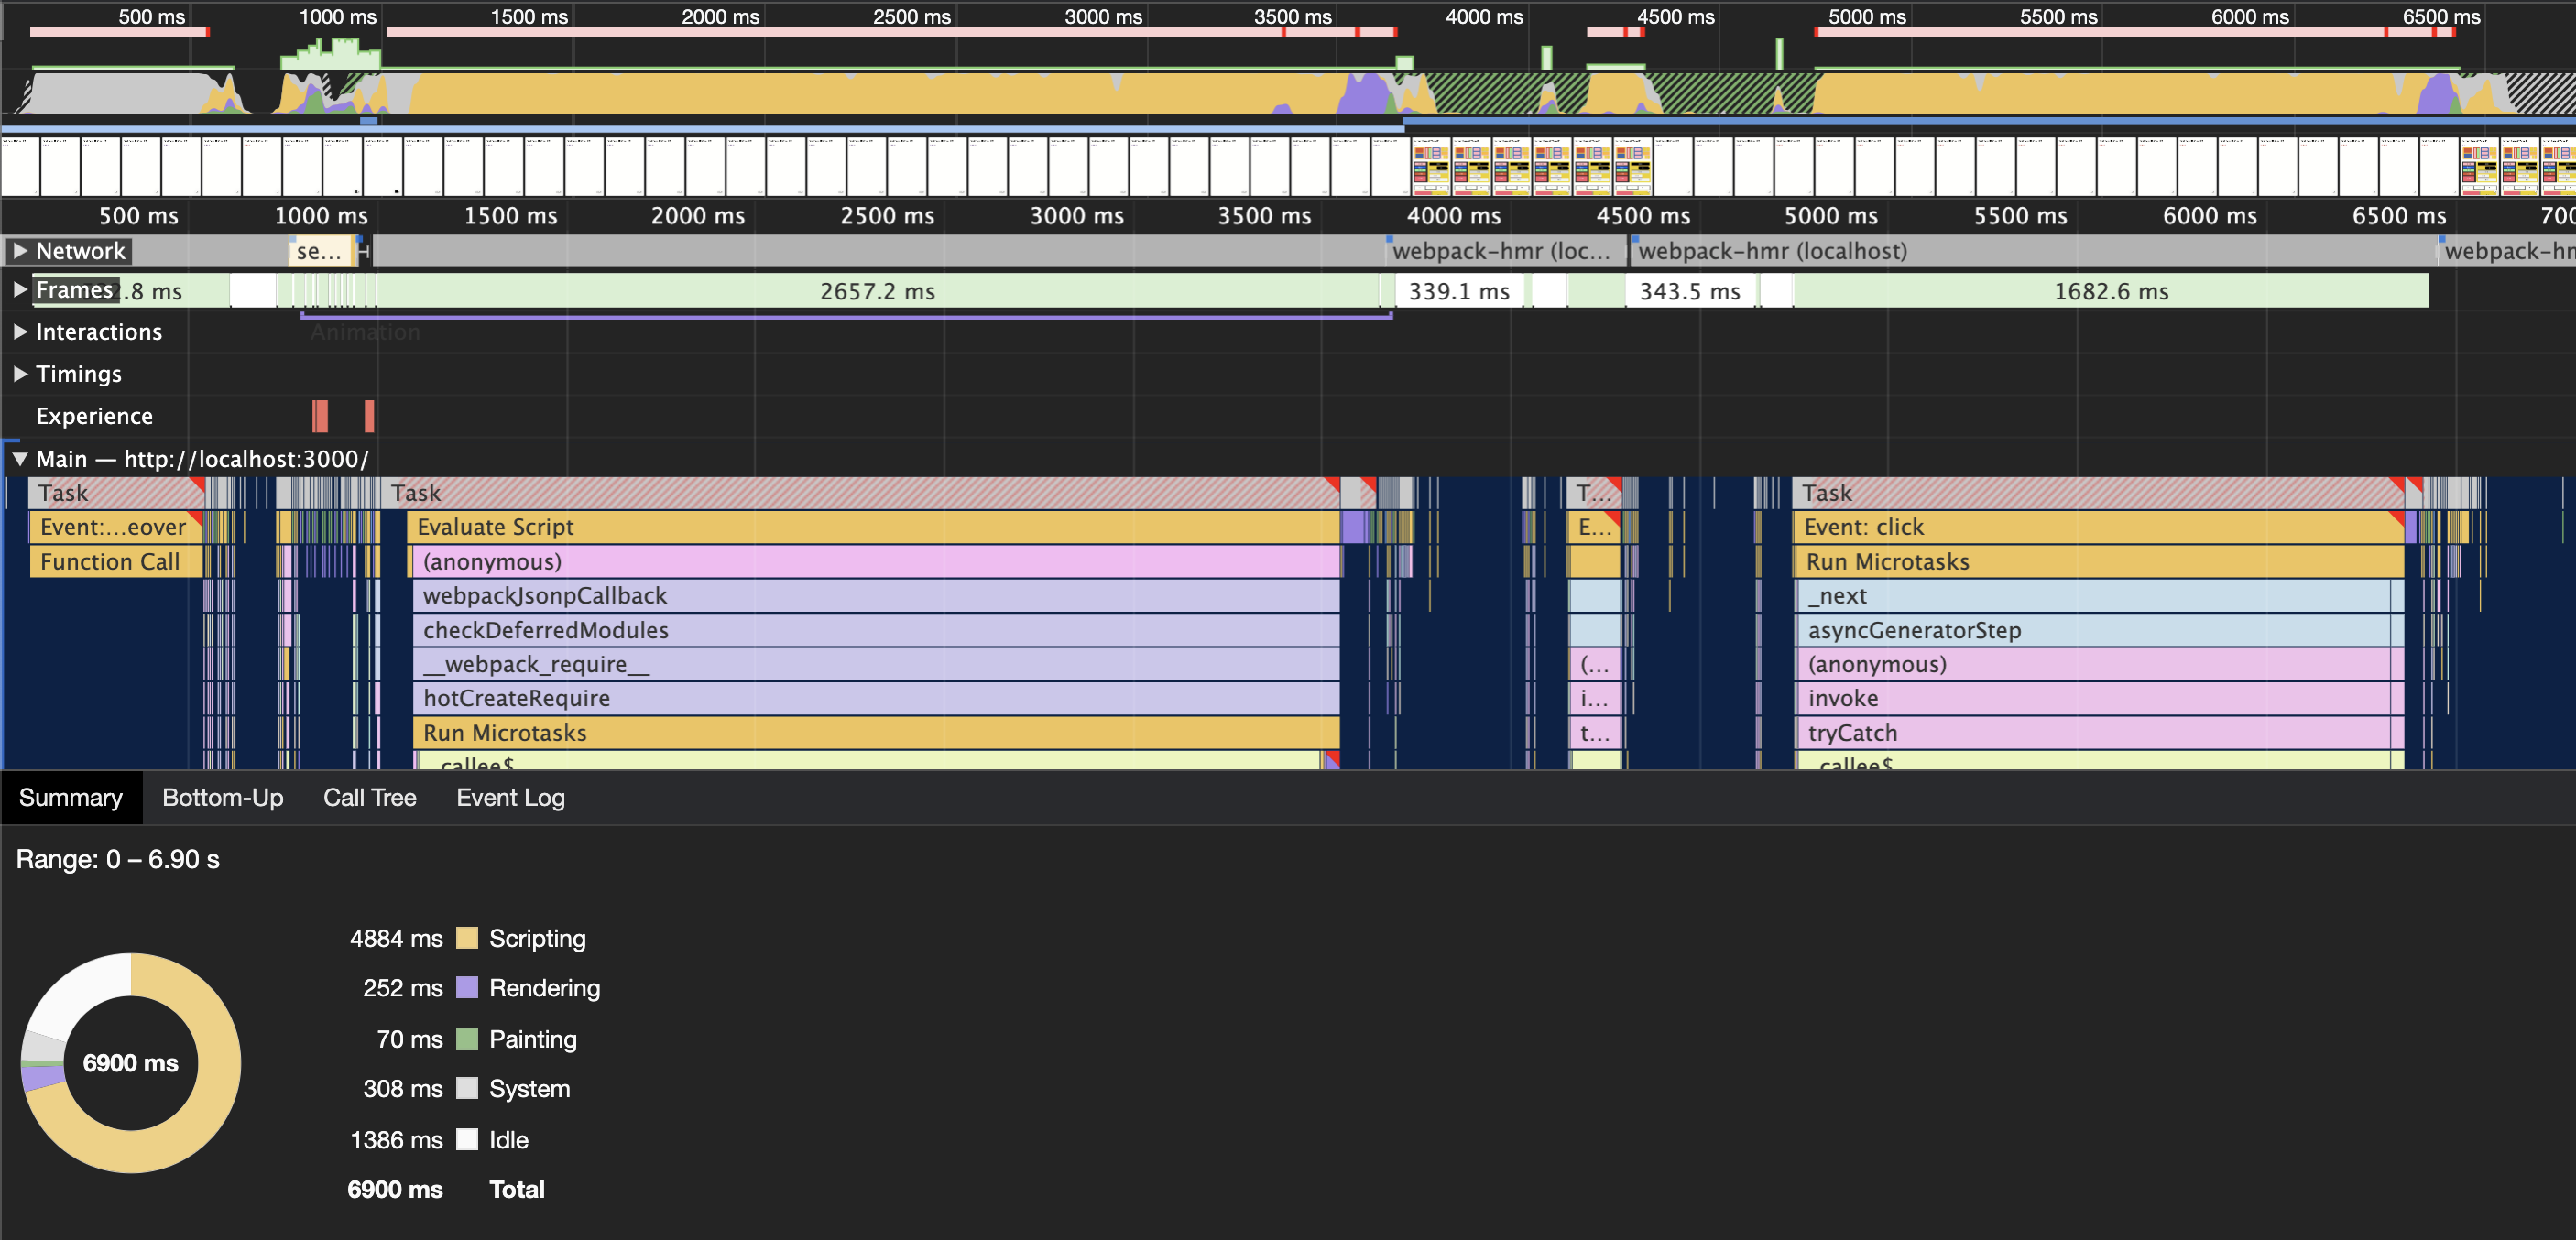 500 ms 1000 ms 1500 ms 2000 ms 2500 ms 3000 ms 3500 ms 4000 ms 4500 ms 5000 ms 5500 ms 6000 ms 6500 ms
500 ms 1000 ms 1500 ms 2000 ms 2500 ms 3000 ms 3500 ms 4000 ms 4500 ms 5000 ms 5500 ms 6000 ms 6500 ms 700
Network se... webpack-hmr (loc... webpack-hmr (localhost) webpack-hm
Frames 2.8 ms 2657.2 ms 339.1 ms 343.5 ms 1682.6 ms
Interactions Animation
Timings
Experience
Main — http://localhost:3000/
Task Task T... Task
Event:...eover Evaluate Script E... Event: click
Function Call (anonymous) Run Microtasks
webpackJsonpCallback _next
checkDeferredModules asyncGeneratorStep
__webpack_require__ (... (anonymous)
hotCreateRequire i... invoke
Run Microtasks t... tryCatch
_callee$ _callee$
Summary Bottom-Up Call Tree Event Log
Range: 0 – 6.90 s
4884 ms Scripting
252 ms Rendering
70 ms Painting
6900 ms
308 ms System
1386 ms Idle
6900 ms Total